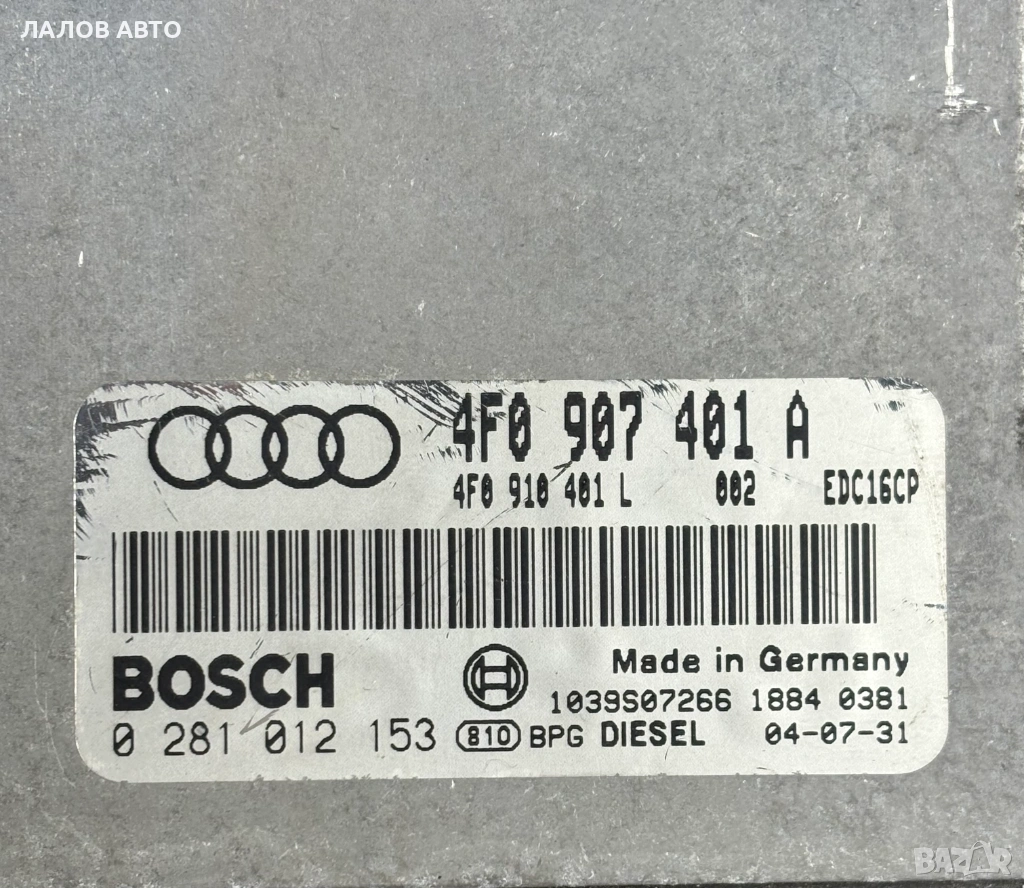 ЛАЛОВ АВТО
4F0 907 401 A
4F0 910 401 L 002 EDC16CP
BOSCH
Made in Germany
1039S07266 1884 0381
0 281 012 153 810 BPG DIESEL 04-07-31
BAZAR